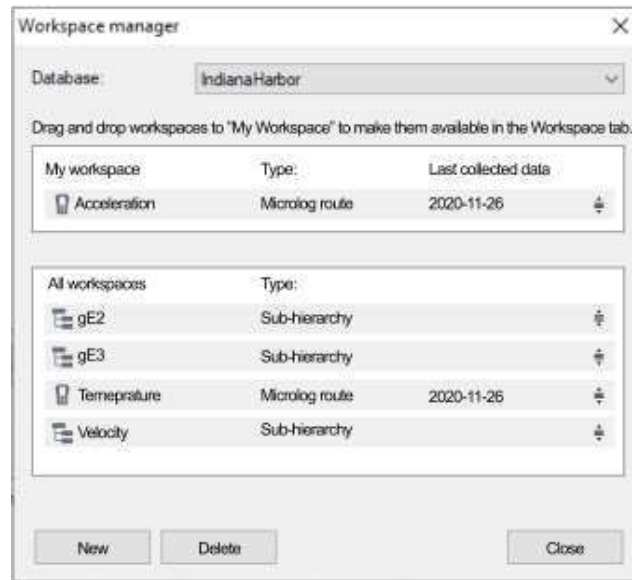 Workspace manager
Database: IndianaHarbor
Drag and drop workspaces to "My Workspace" to make them available in the Workspace tab.
My workspace Type: Last collected data
Acceleration Microlog route 2020-11-26
All workspaces Type:
gE2 Sub-hierarchy
gE3 Sub-hierarchy
Temeprature Microlog route 2020-11-26
Velocity Sub-hierarchy
New Delete Close